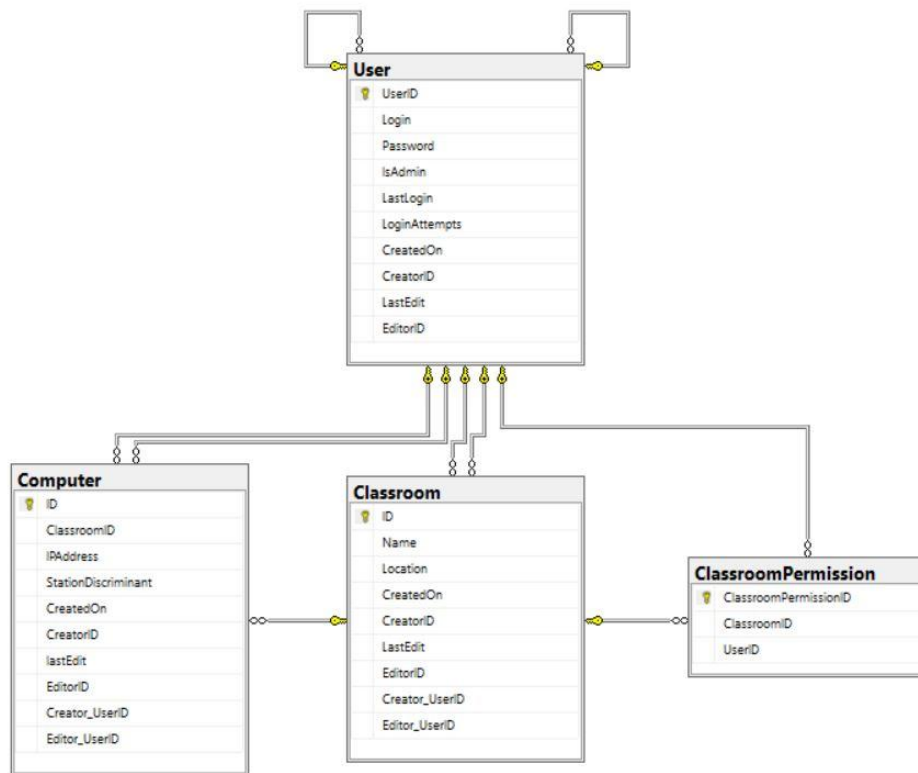 User
UserID
Login
Password
IsAdmin
LastLogin
LoginAttempts
CreatedOn
CreatorID
LastEdit
EditorID
Computer
ID
ClassroomID
IPAddress
StationDiscriminant
CreatedOn
CreatorID
lastEdit
EditorID
Creator_UserID
Editor_UserID
Classroom
ID
Name
Location
CreatedOn
CreatorID
LastEdit
EditorID
Creator_UserID
Editor_UserID
ClassroomPermission
ClassroomPermissionID
ClassroomID
UserID